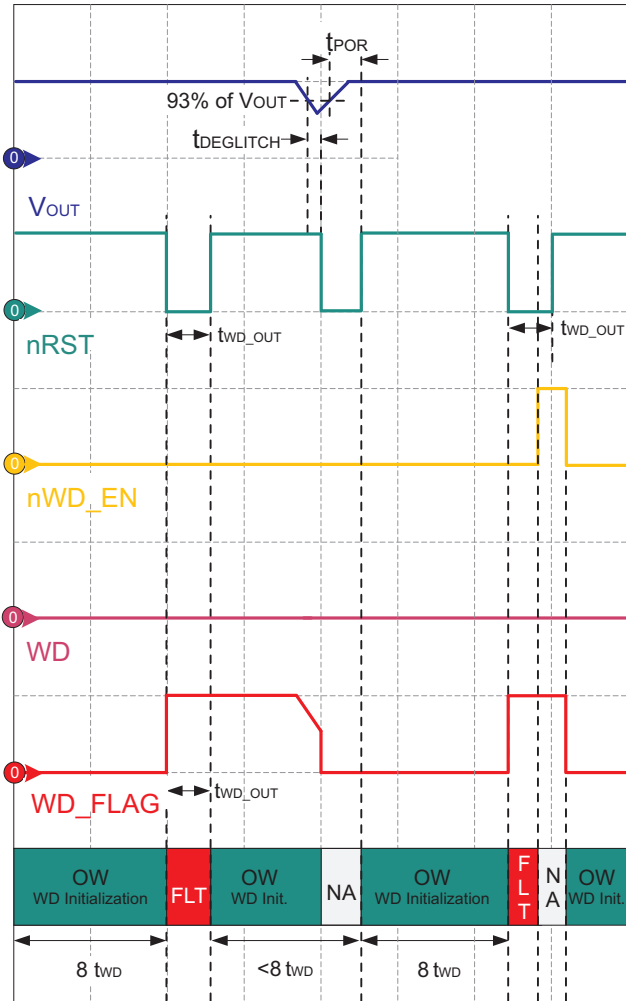 tPOR
93% of VOUT
tDEGLITCH
0
VOUT
0
nRST
tWD_OUT
tWD_OUT
0
nWD_EN
0
WD
0
WD_FLAG
tWD_OUT
OW
WD Initialization
FLT
OW
WD Init.
NA
OW
WD Initialization
F
L
T
N
A
OW
WD Init.
8 tWD
<8 tWD
8 tWD